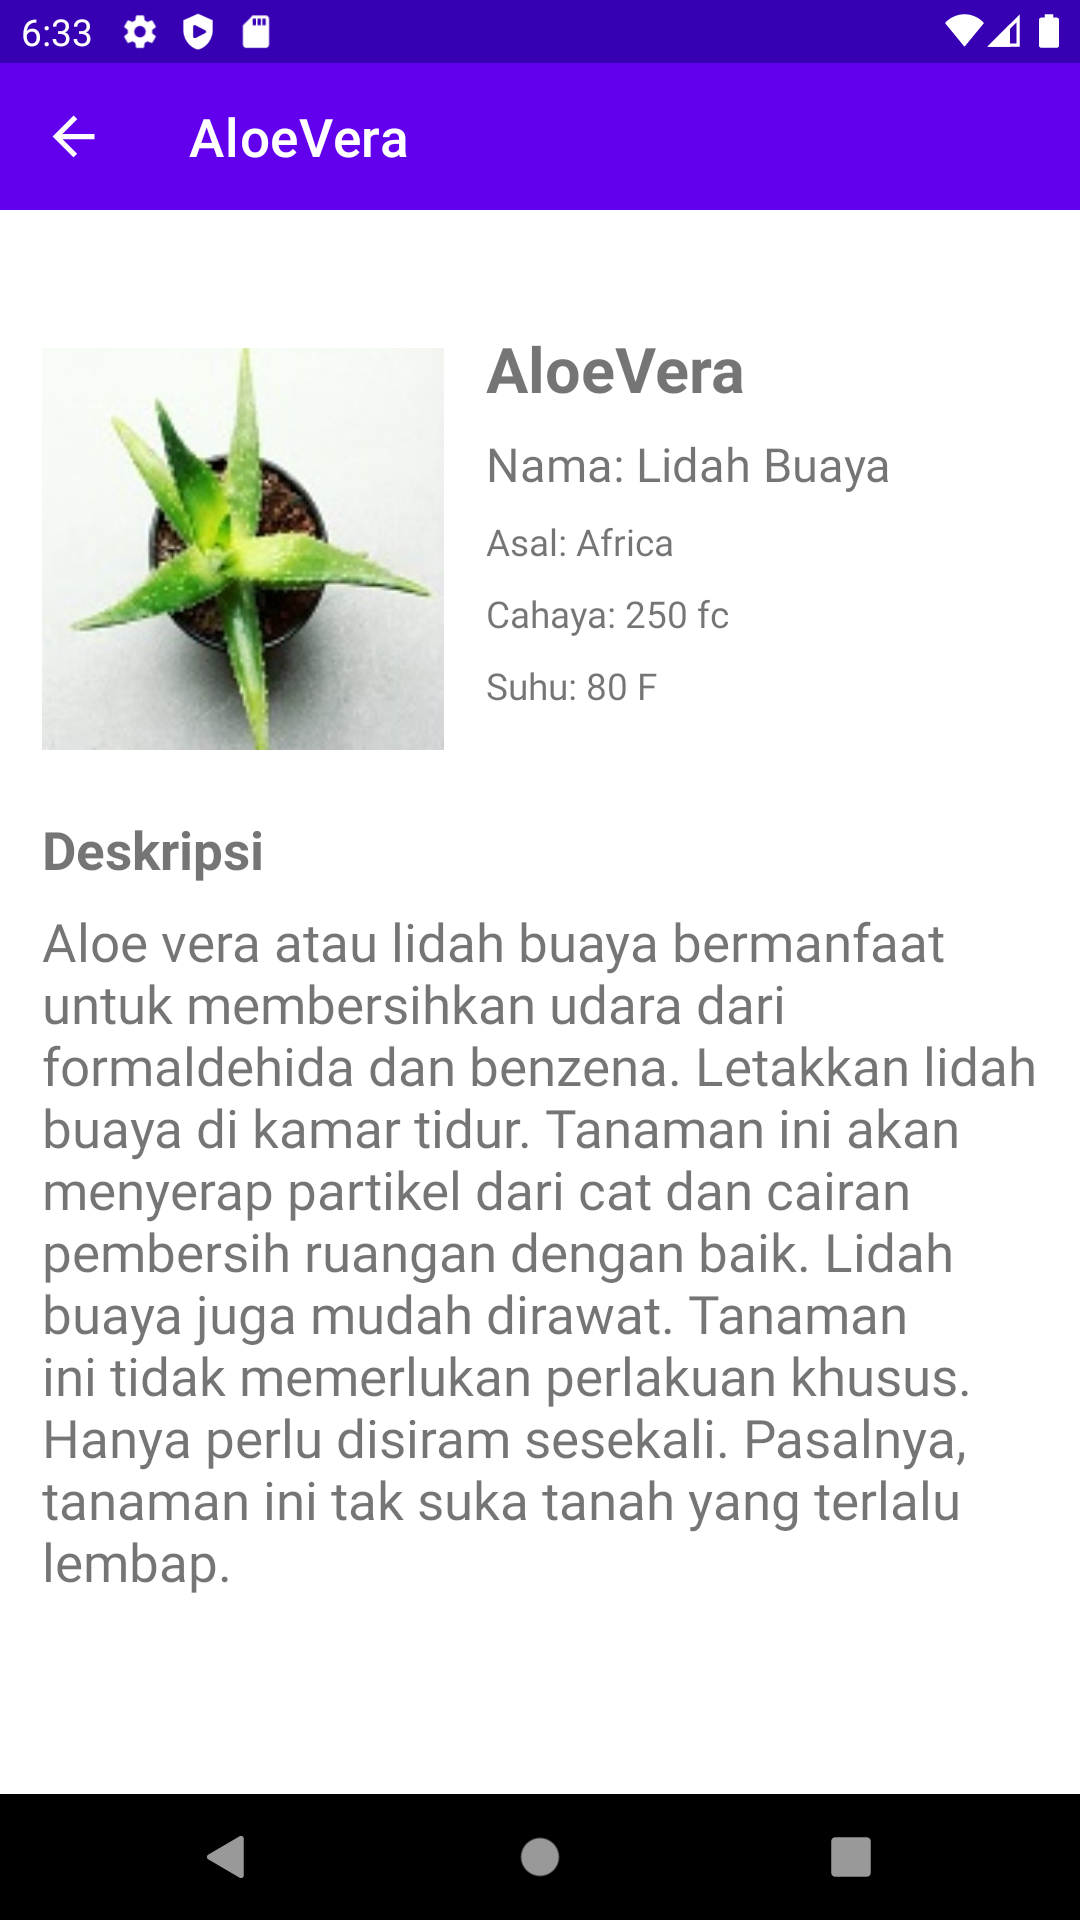 6:33
AloeVera
AloeVera
Nama: Lidah Buaya
Asal: Africa
Cahaya: 250 fc
Suhu: 80 F
Deskripsi
Aloe vera atau lidah buaya bermanfaat
untuk membersihkan udara dari
formaldehida dan benzena. Letakkan lidah
buaya di kamar tidur. Tanaman ini akan
menyerap partikel dari cat dan cairan
pembersih ruangan dengan baik. Lidah
buaya juga mudah dirawat. Tanaman
ini tidak memerlukan perlakuan khusus.
Hanya perlu disiram sesekali. Pasalnya,
tanaman ini tak suka tanah yang terlalu
lembap.